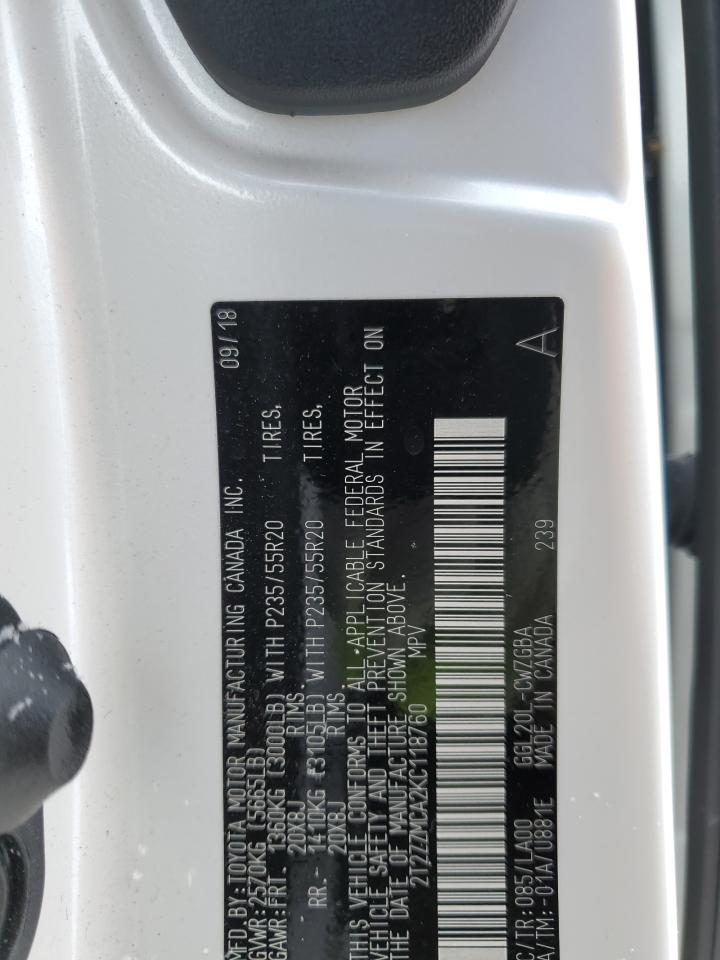 MFD. BY: TOYOTA MOTOR MANUFACTURING CANADA INC. 09/18
GVWR: 2570KG (5665LB)
GAWR: FRT. 1360KG (3000LB) WITH P235/55R20 TIRES,
20X8J RIMS.
RR. - 1410KG (3105LB) WITH P235/55R20 TIRES,
20X8J RIMS.
THIS VEHICLE CONFORMS TO ALL APPLICABLE FEDERAL MOTOR
VEHICLE SAFETY AND THEFT PREVENTION STANDARDS IN EFFECT ON
THE DATE OF MANUFACTURE SHOWN ABOVE.
2T2ZZMCA2KC118760 MPV
C/TR: 085/LA00 GGL20L-CWZGBA
A/TM: -01A/0881E MADE IN CANADA 239 A